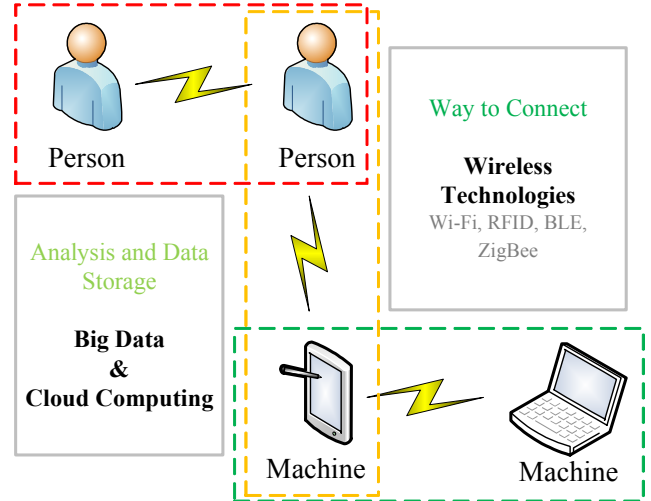 Person
Person
Way to Connect
Wireless
Technologies
Wi-Fi, RFID, BLE,
ZigBee
Analysis and Data
Storage
Big Data
&
Cloud Computing
Machine
Machine